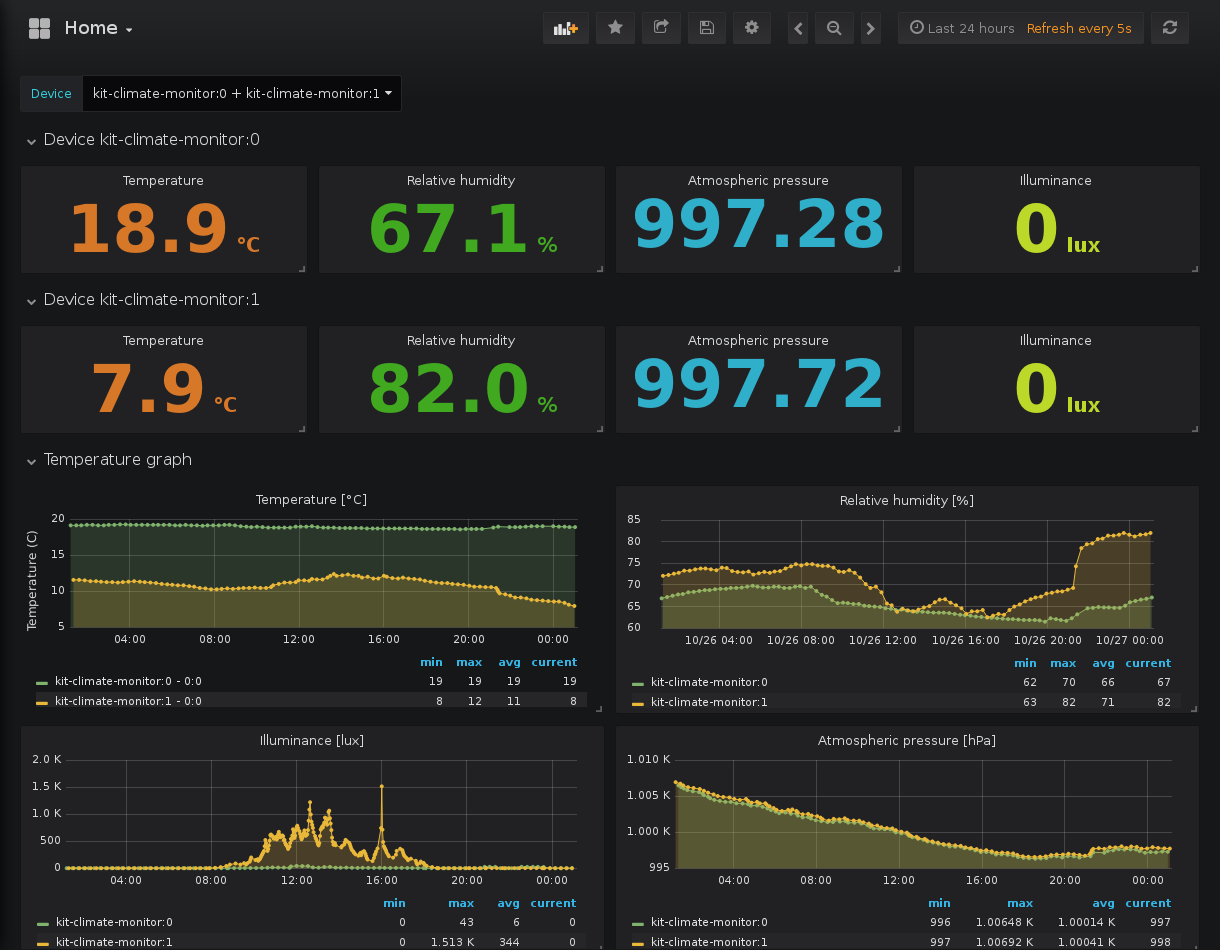 Home
Last 24 hours Refresh every 5s
Device kit-climate-monitor:0 + kit-climate-monitor:1
Device kit-climate-monitor:0
Temperature Relative humidity Atmospheric pressure Illuminance
18.9 °C 67.1 % 997.28 0 lux
Device kit-climate-monitor:1
Temperature Relative humidity Atmospheric pressure Illuminance
7.9 °C 82.0 % 997.72 0 lux
Temperature graph
Temperature [°C]
Temperature (C)
20
15
10
5
04:00 08:00 12:00 16:00 20:00 00:00
min max avg current
kit-climate-monitor:0 - 0:0 19 19 19 19
kit-climate-monitor:1 - 0:0 8 12 11 8
Relative humidity [%]
85
80
75
70
65
60
10/26 04:00 10/26 08:00 10/26 12:00 10/26 16:00 10/26 20:00 10/27 00:00
min max avg current
kit-climate-monitor:0 62 70 66 67
kit-climate-monitor:1 63 82 71 82
Illuminance [lux]
2.0 K
1.5 K
1.0 K
500
0
04:00 08:00 12:00 16:00 20:00 00:00
min max avg current
kit-climate-monitor:0 0 43 6 0
kit-climate-monitor:1 0 1.513 K 344 0
Atmospheric pressure [hPa]
1.010 K
1.005 K
1.000 K
995
04:00 08:00 12:00 16:00 20:00 00:00
min max avg current
kit-climate-monitor:0 996 1.00648 K 1.00014 K 997
kit-climate-monitor:1 997 1.00692 K 1.00041 K 998